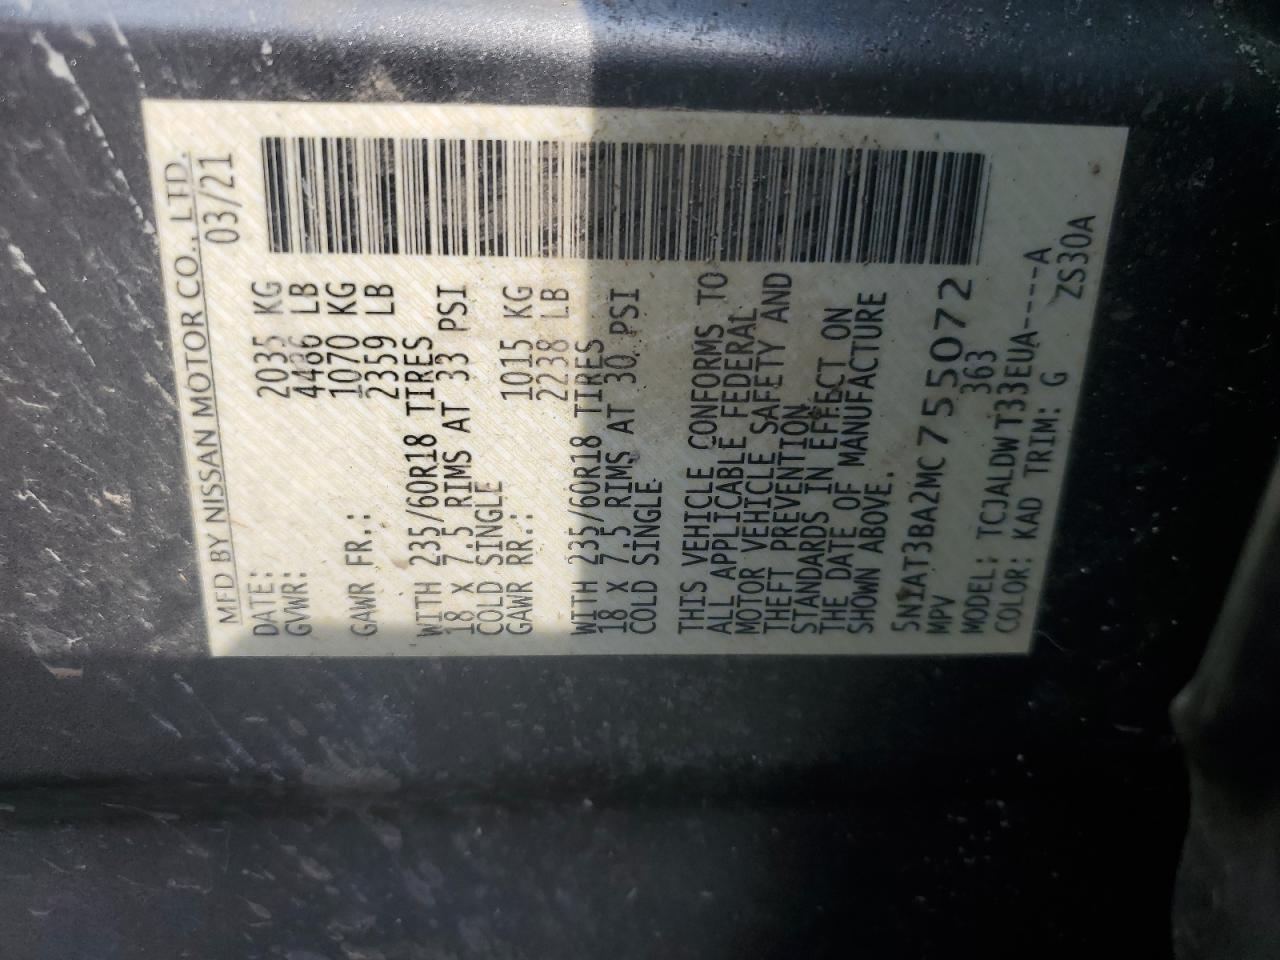 MFD BY NISSAN MOTOR CO., LTD.
DATE: 03/21
GVWR: 2035 KG
4486 LB
GAWR FR.: 1070 KG
2359 LB
WITH 235/60R18 TIRES
18 X 7.5 RIMS AT 33 PSI
COLD SINGLE
GAWR RR.: 1015 KG
2238 LB
WITH 235/60R18 TIRES
18 X 7.5 RIMS AT 30 PSI
COLD SINGLE
THIS VEHICLE CONFORMS TO
ALL APPLICABLE FEDERAL
MOTOR VEHICLE SAFETY AND
THEFT PREVENTION
STANDARDS IN EFFECT ON
THE DATE OF MANUFACTURE
SHOWN ABOVE.
5N1AT3BA2MC755072
MPV 363
MODEL: TCJALDWT33EUA----A
COLOR: KAD TRIM: G ZS30A